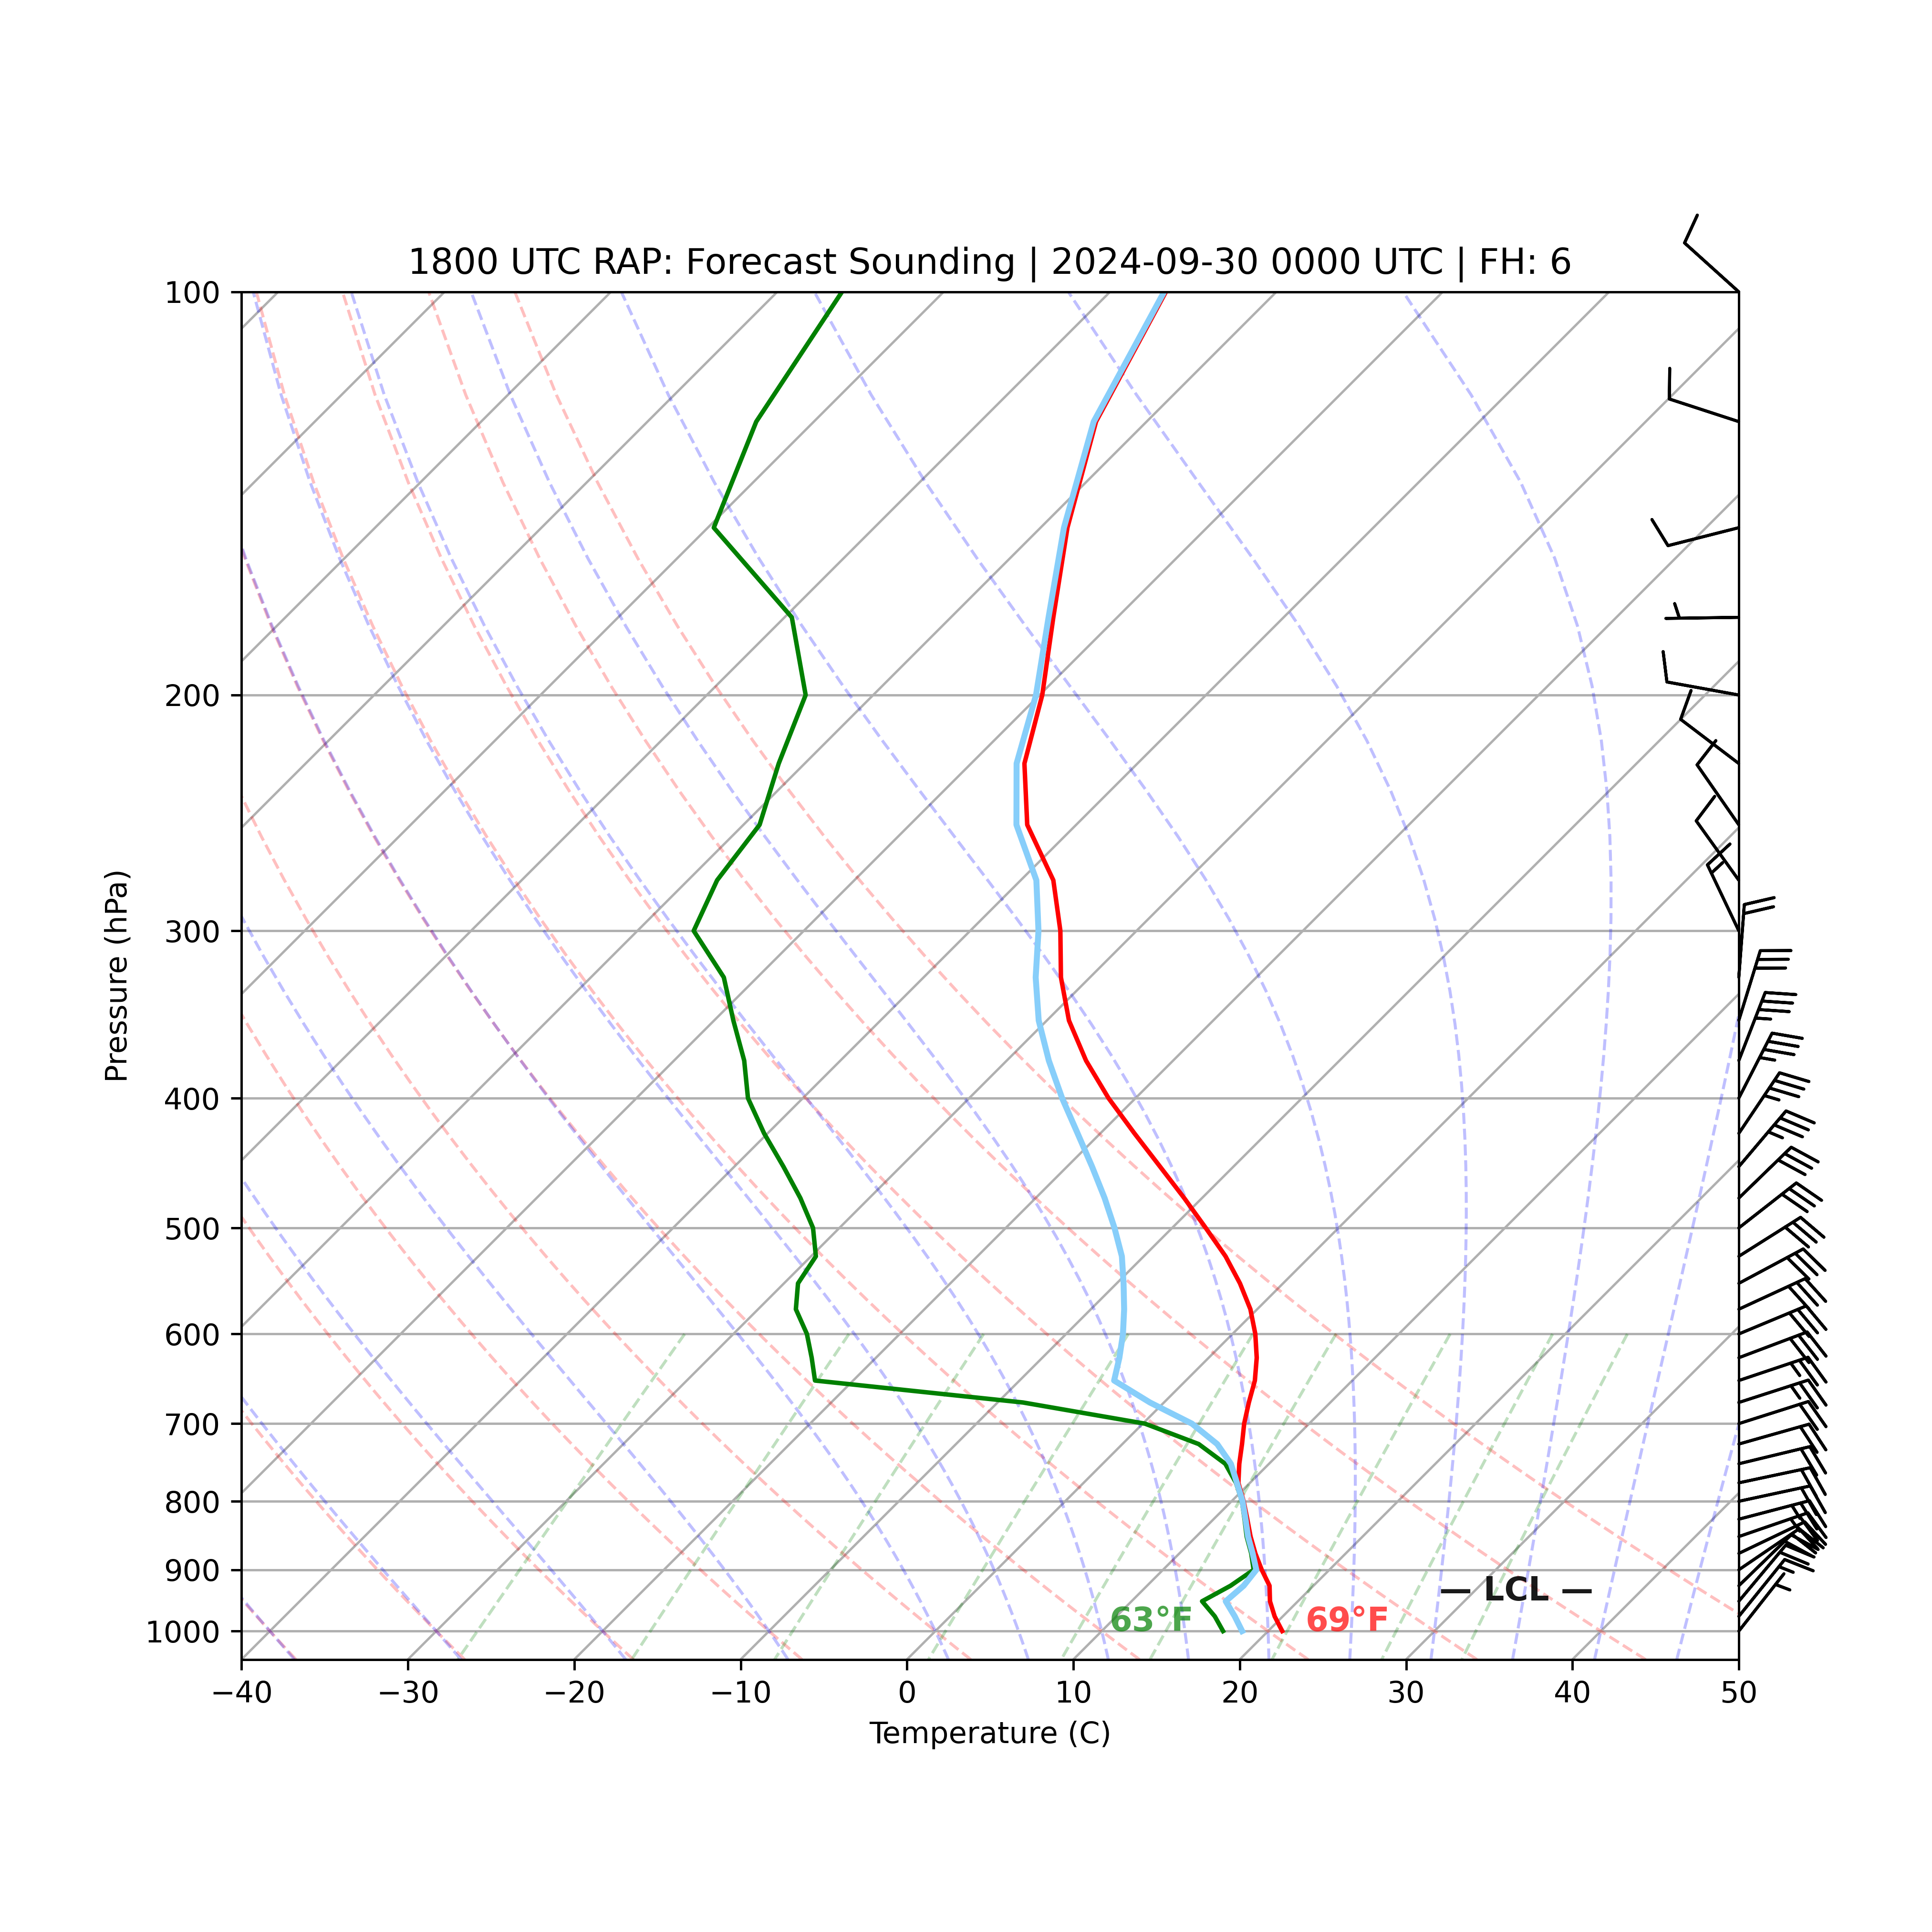 1800 UTC RAP: Forecast Sounding | 2024-09-30 0000 UTC | FH: 6
100
200
300
400
500
600
700
800
900
1000
Pressure (hPa)
— LCL —
63°F
69°F
−40 −30 −20 −10 0 10 20 30 40 50
Temperature (C)